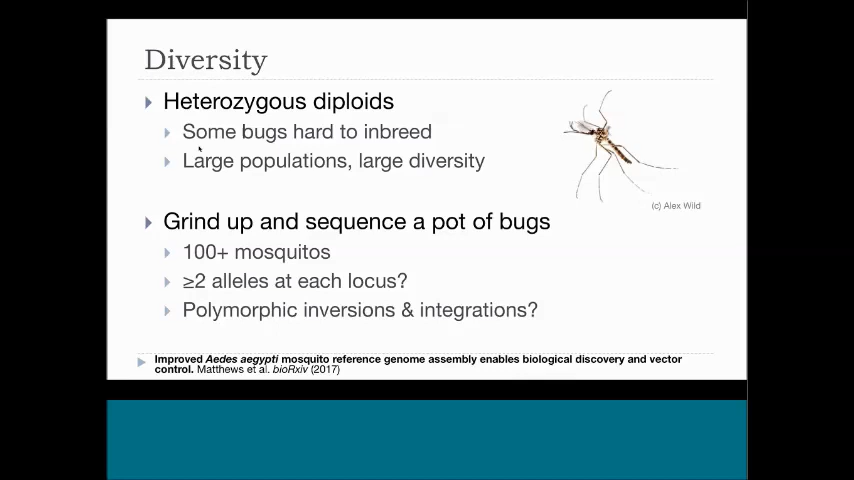 Diversity
Heterozygous diploids
Some bugs hard to inbreed
Large populations, large diversity
(c) Alex Wild
Grind up and sequence a pot of bugs
100+ mosquitos
≥2 alleles at each locus?
Polymorphic inversions & integrations?
Improved Aedes aegypti mosquito reference genome assembly enables biological discovery and vector
control. Matthews et al. bioRxiv (2017)